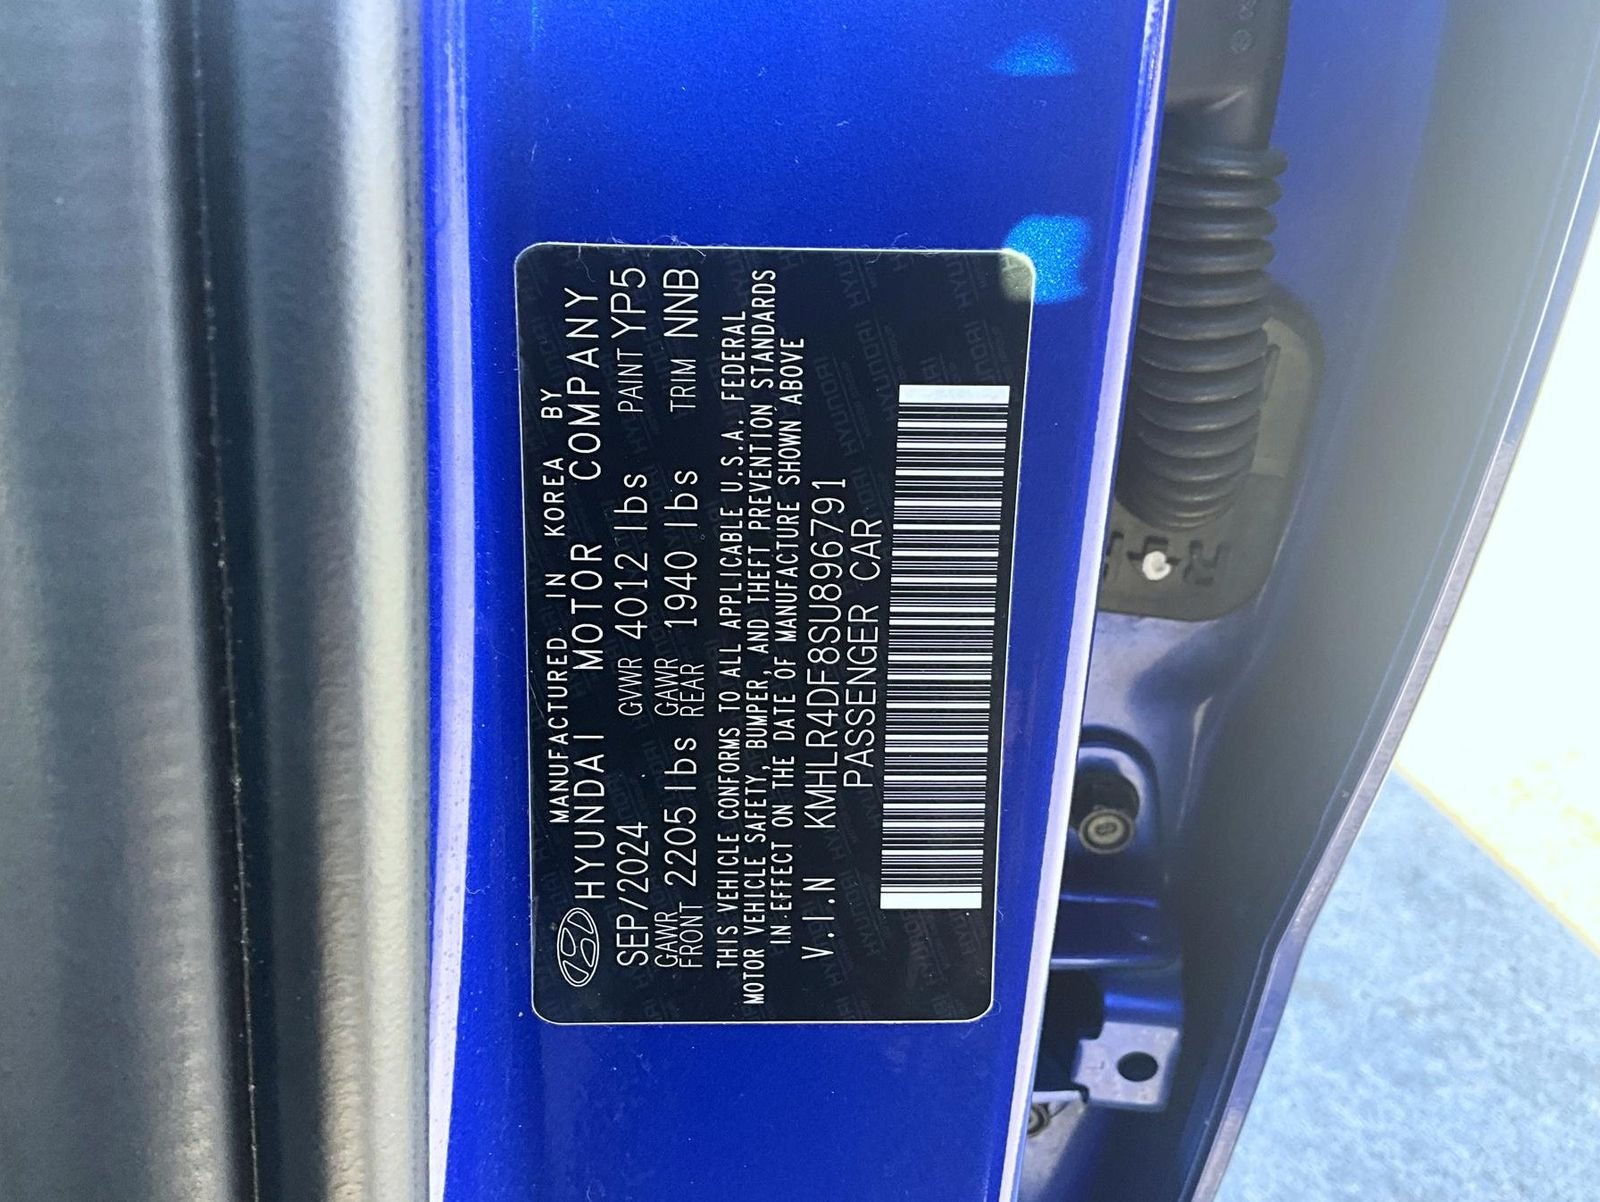 MANUFACTURED IN KOREA BY
HYUNDAI MOTOR COMPANY
SEP/2024 GVWR 4012 lbs PAINT YP5
GAWR FRONT 2205 lbs GAWR REAR 1940 lbs TRIM NNB
THIS VEHICLE CONFORMS TO ALL APPLICABLE U.S.A. FEDERAL
MOTOR VEHICLE SAFETY, BUMPER, AND THEFT PREVENTION STANDARDS
IN EFFECT ON THE DATE OF MANUFACTURE SHOWN ABOVE
V.I.N KMHLR4DF8SU896791
PASSENGER CAR